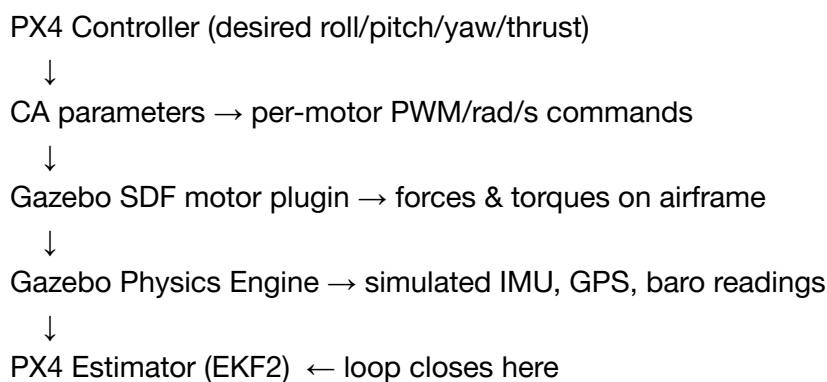 PX4 Controller (desired roll/pitch/yaw/thrust)
↓
CA parameters → per-motor PWM/rad/s commands
↓
Gazebo SDF motor plugin → forces & torques on airframe
↓
Gazebo Physics Engine → simulated IMU, GPS, baro readings
↓
PX4 Estimator (EKF2) ← loop closes here